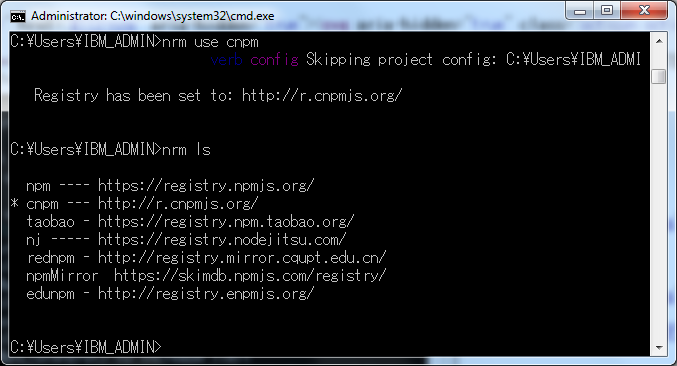 Administrator: C:\windows\system32\cmd.exe
C:¥Users¥IBM_ADMIN>nrm use cnpm
verb config Skipping project config: C:¥Users¥IBM_ADMI
Registry has been set to: http://r.cnpmjs.org/
C:¥Users¥IBM_ADMIN>nrm ls
npm ---- https://registry.npmjs.org/
* cnpm --- http://r.cnpmjs.org/
taobao - https://registry.npm.taobao.org/
nj ----- https://registry.nodejitsu.com/
rednpm - http://registry.mirror.cqupt.edu.cn/
npmMirror  https://skimdb.npmjs.com/registry/
edunpm - http://registry.enpmjs.org/
C:¥Users¥IBM_ADMIN>